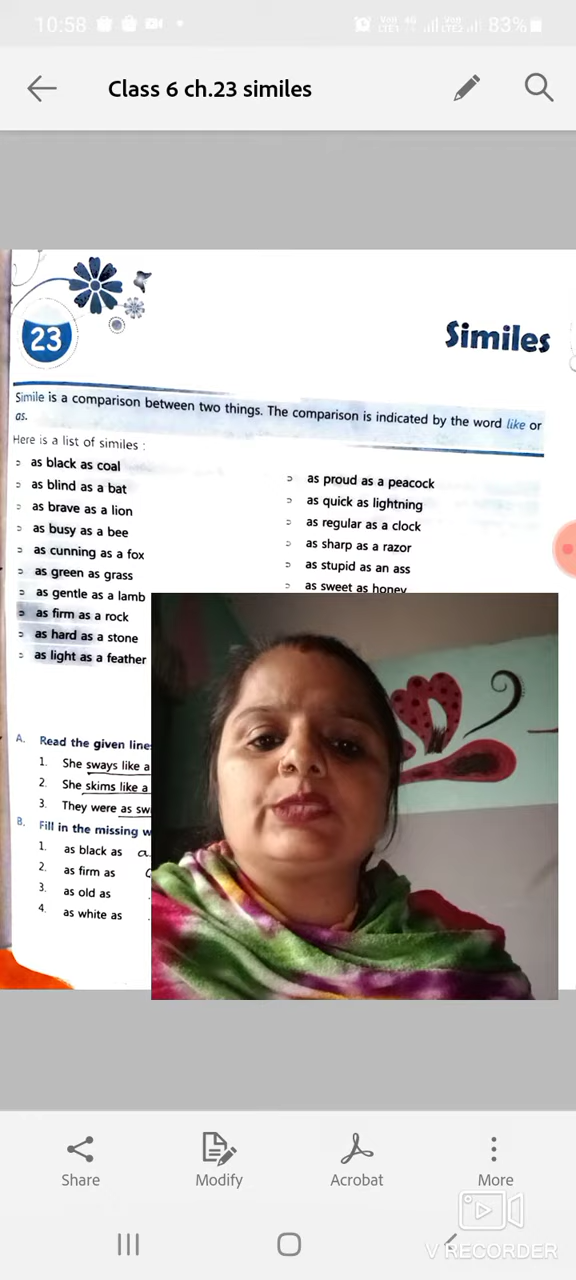 10:58
Vo) 4G LTE1 Vo) LTE2 83%
Class 6 ch.23 similes
23
Similes
Simile is a comparison between two things. The comparison is indicated by the word like or
as.
Here is a list of similes :
as black as coal
as blind as a bat
as brave as a lion
as busy as a bee
as cunning as a fox
as green as grass
as gentle as a lamb
as firm as a rock
as hard as a stone
as light as a feather
as proud as a peacock
as quick as lightning
as regular as a clock
as sharp as a razor
as stupid as an ass
as sweet as honey
A. Read the given line
1. She sways like a
2. She skims like a
3. They were as sw
B. Fill in the missing w
1. as black as a
2. as firm as
3. as old as
4. as white as
Share
Modify
Acrobat
More
V RECORDER